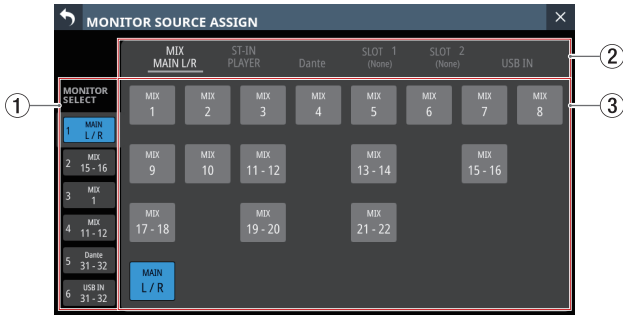 MONITOR SOURCE ASSIGN
MIX
MAIN L/R
ST-IN
PLAYER
Dante
SLOT 1
(None)
SLOT 2
(None)
USB IN
2
1
3
MONITOR
SELECT
1 MAIN
L / R
2 MIX
15 - 16
3 MIX
1
4 MIX
11 - 12
5 Dante
31 - 32
6 USB IN
31 - 32
MIX
1
MIX
2
MIX
3
MIX
4
MIX
5
MIX
6
MIX
7
MIX
8
MIX
9
MIX
10
MIX
11 - 12
MIX
13 - 14
MIX
15 - 16
MIX
17 - 18
MIX
19 - 20
MIX
21 - 22
MAIN
L / R